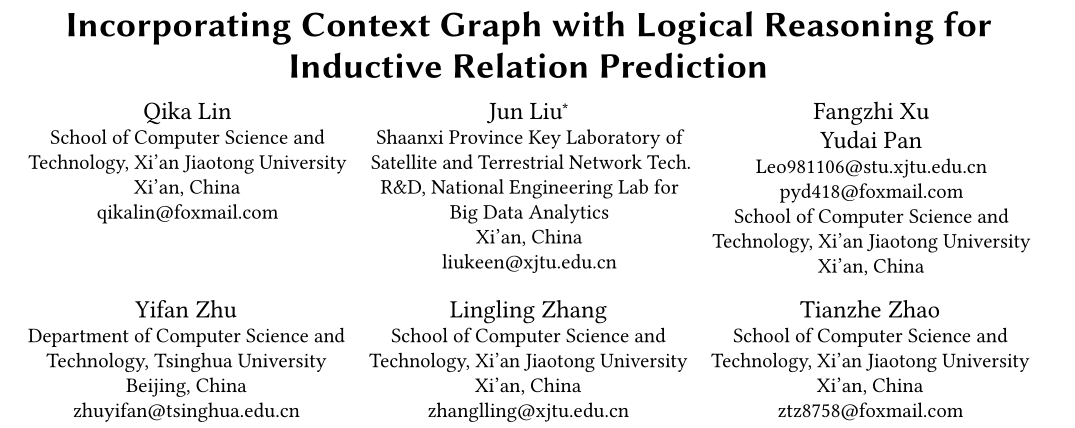 Incorporating Context Graph with Logical Reasoning for
Inductive Relation Prediction
Qika Lin
School of Computer Science and
Technology, Xi'an Jiaotong University
Xi'an, China
qikalin@foxmail.com
Jun Liu*
Shaanxi Province Key Laboratory of
Satellite and Terrestrial Network Tech.
R&D, National Engineering Lab for
Big Data Analytics
Xi'an, China
liukeen@xjtu.edu.cn
Fangzhi Xu
Yudai Pan
Leo981106@stu.xjtu.edu.cn
pyd418@foxmail.com
School of Computer Science and
Technology, Xi'an Jiaotong University
Xi'an, China
Yifan Zhu
Department of Computer Science and
Technology, Tsinghua University
Beijing, China
zhuyifan@tsinghua.edu.cn
Lingling Zhang
School of Computer Science and
Technology, Xi'an Jiaotong University
Xi'an, China
zhanglling@xjtu.edu.cn
Tianzhe Zhao
School of Computer Science and
Technology, Xi'an Jiaotong University
Xi'an, China
ztz8758@foxmail.com